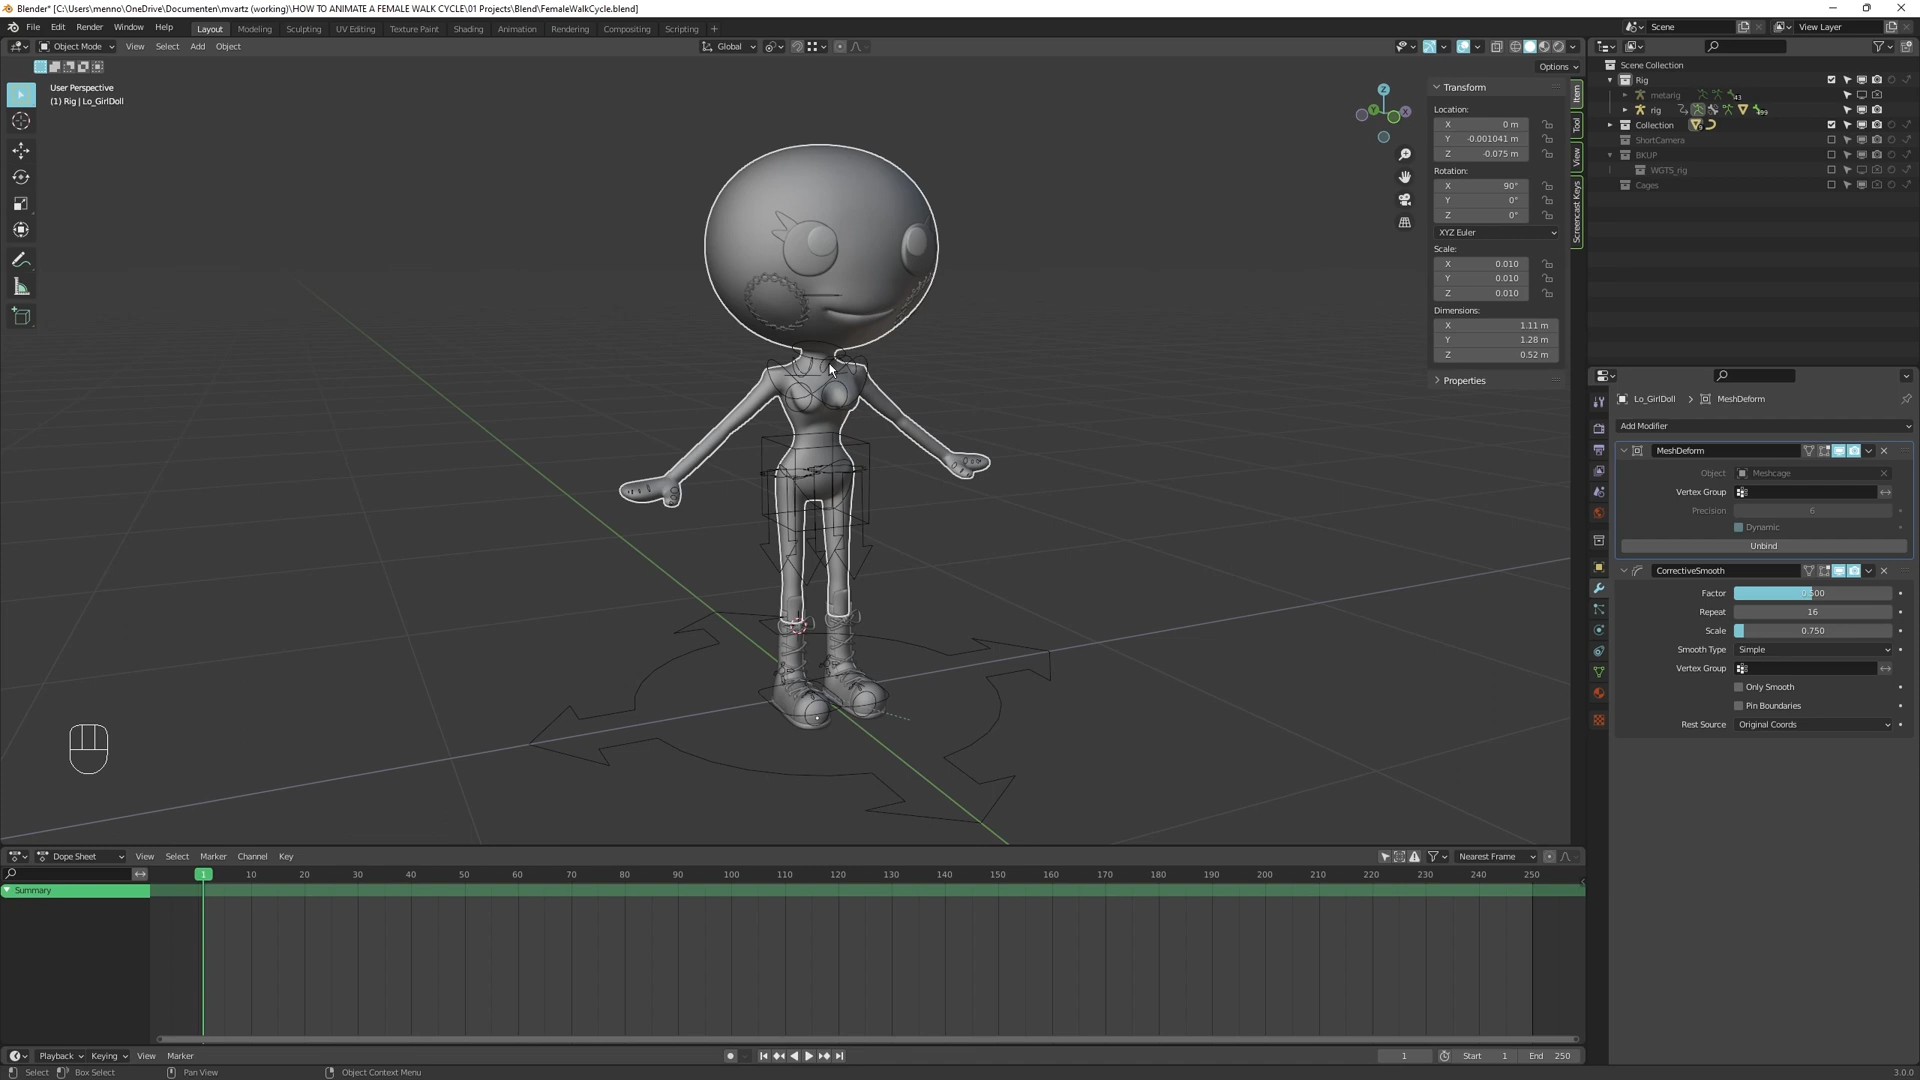 Blender* [C:\Users\menno\OneDrive\Documenten\mvartz (working)\HOW TO ANIMATE A FEMALE WALK CYCLE\01 Projects\Blend\FemaleWalkCycle.blend]
File Edit Render Window Help Layout Modeling Sculpting UV Editing Texture Paint Shading Animation Rendering Compositing Scripting + Scene View Layer
Object Mode View Select Add Object Global
Options
User Perspective
(1) Rig | Lo_GirlDoll
Transform
Location:
X 0 m
Y -0.001041 m
Z -0.075 m
Rotation:
X 90°
Y 0°
Z 0°
XYZ Euler
Scale:
X 0.010
Y 0.010
Z 0.010
Dimensions:
X 1.11 m
Y 1.28 m
Z 0.52 m
Properties
Item
Tool
View
Screencast Keys
Z
Y
X
Scene Collection
Rig
metarig 43
rig
Collection
ShortCamera
BKUP
WGTS_rig
Cages
Lo_GirlDoll > MeshDeform
Add Modifier
MeshDeform
Object Meshcage
Vertex Group
Precision 6
Dynamic
Unbind
CorrectiveSmooth
Factor 0.500
Repeat 16
Scale 0.750
Smooth Type Simple
Vertex Group
Only Smooth
Pin Boundaries
Rest Source Original Coords
Dope Sheet View Select Marker Channel Key Nearest Frame
1 10 20 30 40 50 60 70 80 90 100 110 120 130 140 150 160 170 180 190 200 210 220 230 240 250
Summary
Playback Keying View Marker 1 Start 1 End 250
Select Box Select Pan View Object Context Menu 3.0.0